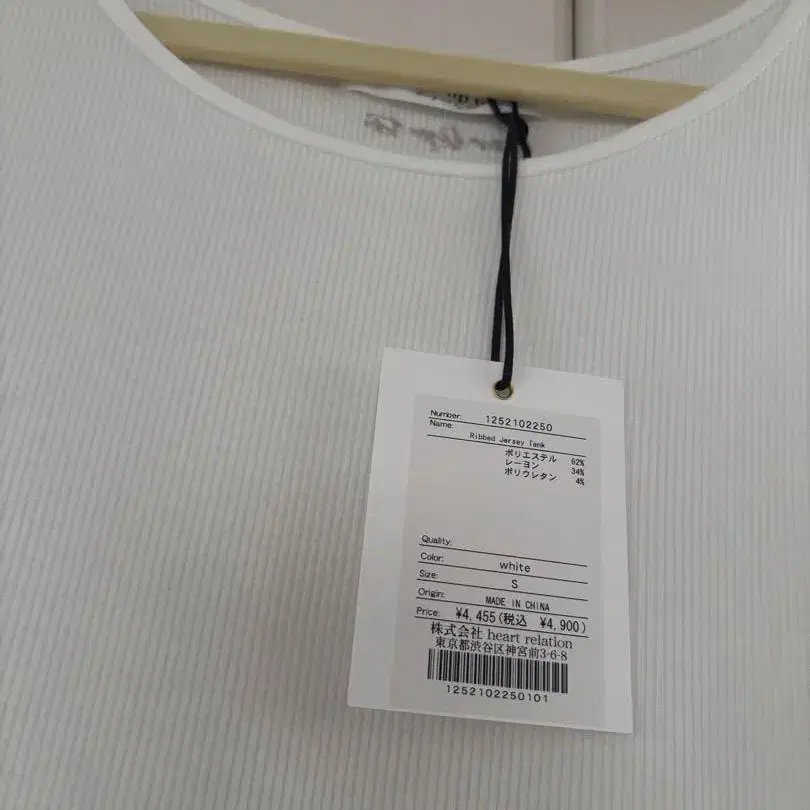 Number: 1252102250
Name: Ribbed Jersey Tank
ポリエステル 62%
レーヨン 34%
ポリウレタン 4%
Quality:
Color: white
Size: S
Origin: MADE IN CHINA
Price: ¥4,455(税込 ¥4,900)
株式会社 heart relation
東京都渋谷区神宮前3-6-8
1252102250101